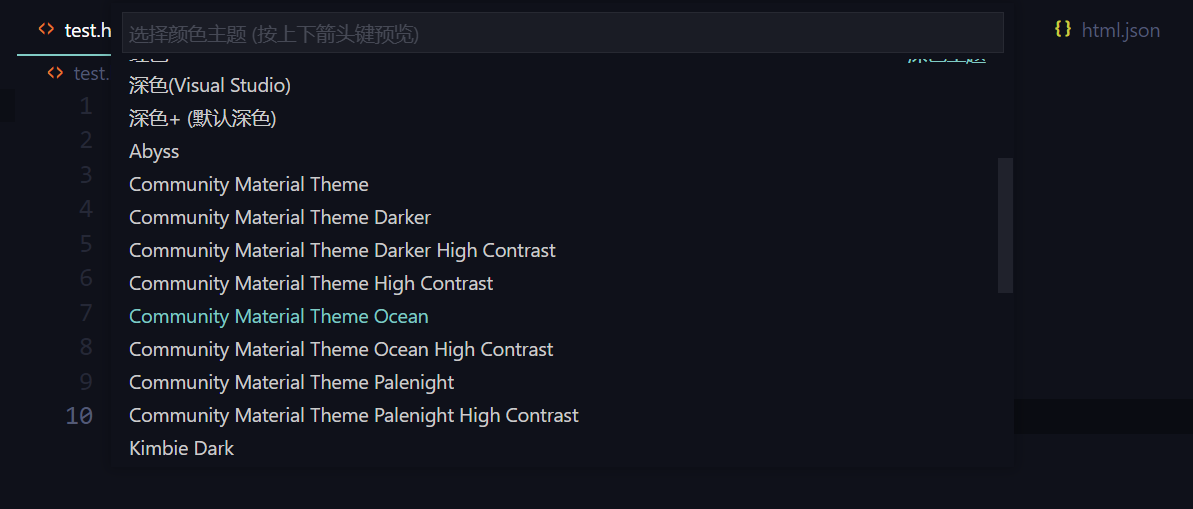 <> test.h
选择颜色主题 (按上下箭头键预览)
{} html.json
<> test.
深色主题
深色(Visual Studio)
深色+ (默认深色)
Abyss
Community Material Theme
Community Material Theme Darker
Community Material Theme Darker High Contrast
Community Material Theme High Contrast
Community Material Theme Ocean
Community Material Theme Ocean High Contrast
Community Material Theme Palenight
Community Material Theme Palenight High Contrast
Kimbie Dark
1
2
3
4
5
6
7
8
9
10